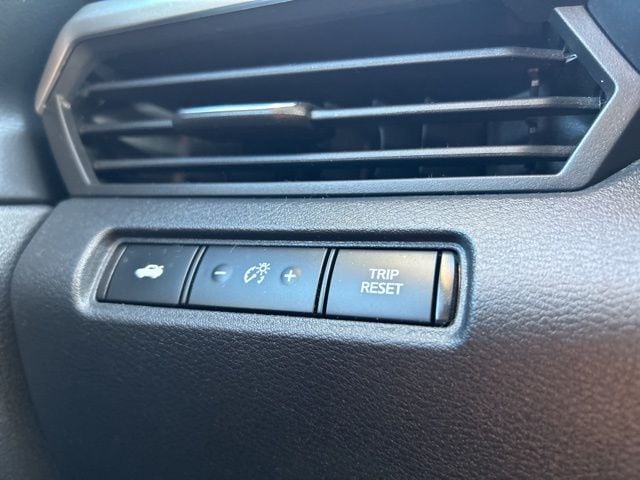 - +
TRIP
RESET